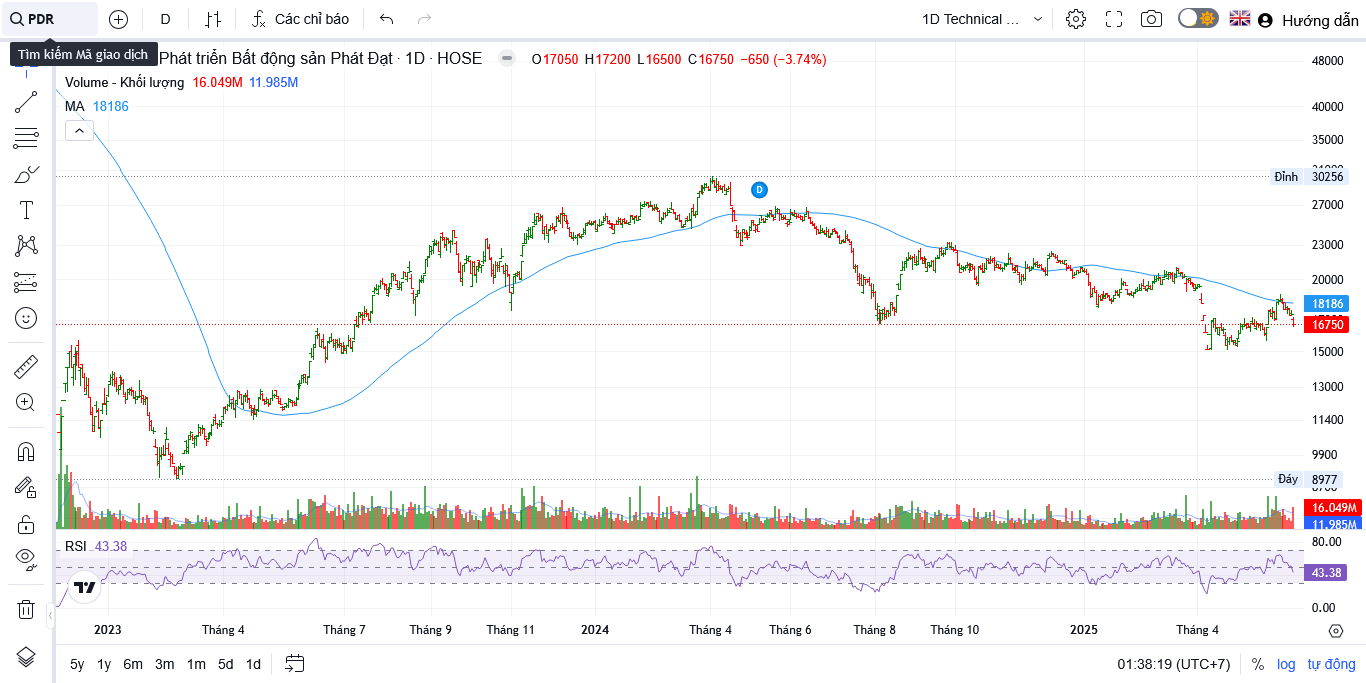 PDR D Các chỉ báo 1D Technical ... Hướng dẫn
Tìm kiếm Mã giao dịch
Phát triển Bất động sản Phát Đạt · 1D · HOSE O17050 H17200 L16500 C16750 −650 (−3.74%)
Volume - Khối lượng 16.049M 11.985M
MA 18186
48000
40000
35000
Đỉnh 30256
D
27000
23000
20000
18186
16750
15000
13000
11400
9900
Đáy 8977
16.049M
11.985M
RSI 43.38
80.00
43.38
0.00
2023 Tháng 4 Tháng 7 Tháng 9 Tháng 11 2024 Tháng 4 Tháng 6 Tháng 8 Tháng 10 2025 Tháng 4
5y 1y 6m 3m 1m 5d 1d 01:38:19 (UTC+7) % log tự động